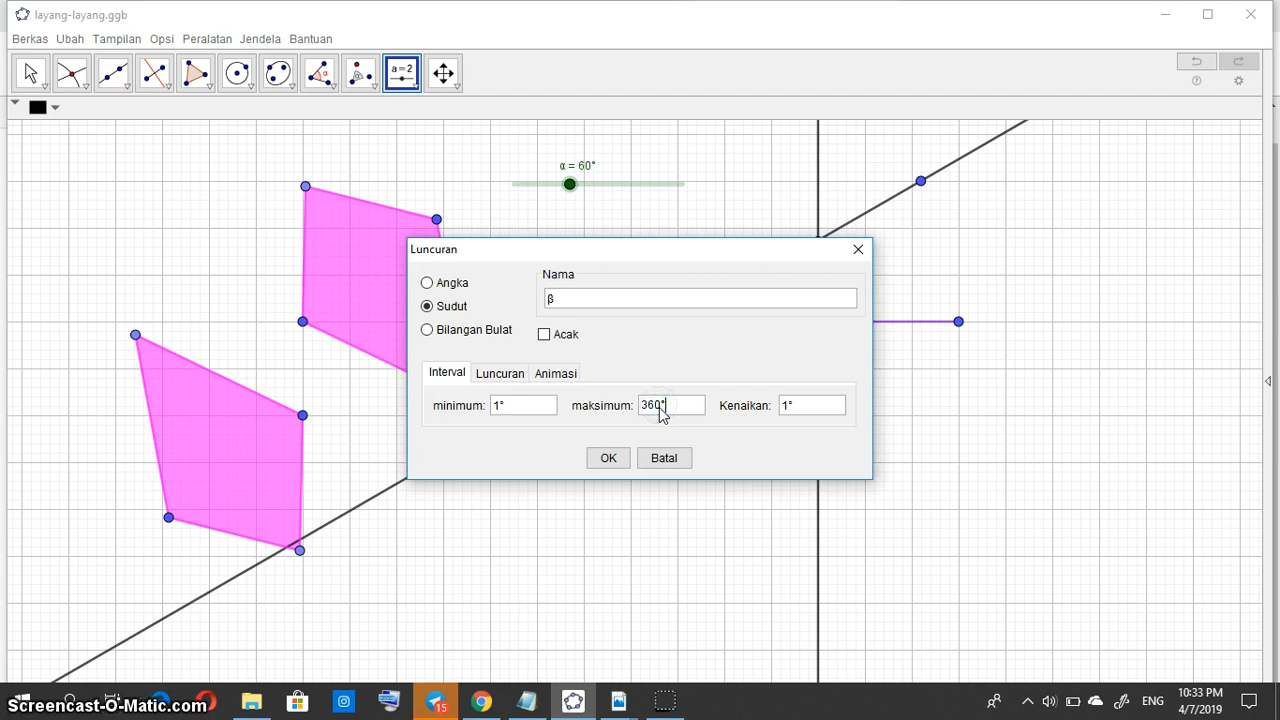 layang-layang.ggb
Berkas Ubah Tampilan Opsi Peralatan Jendela Bantuan
a = 2
α = 60°
Luncuran
Angka
Sudut
Bilangan Bulat
Nama
β
Acak
Interval Luncuran Animasi
minimum: 1° maksimum: 360° Kenaikan: 1°
OK Batal
15
ENG
10:33 PM
4/7/2019
Screencast-O-Matic.com